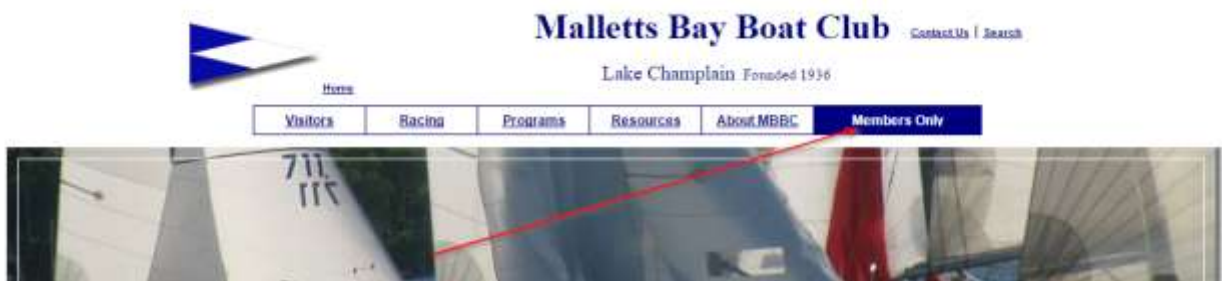 Malletts Bay Boat Club
Contact Us | Search
Lake Champlain Founded 1936
Home
Visitors Racing Programs Resources About MBBC Members Only
711